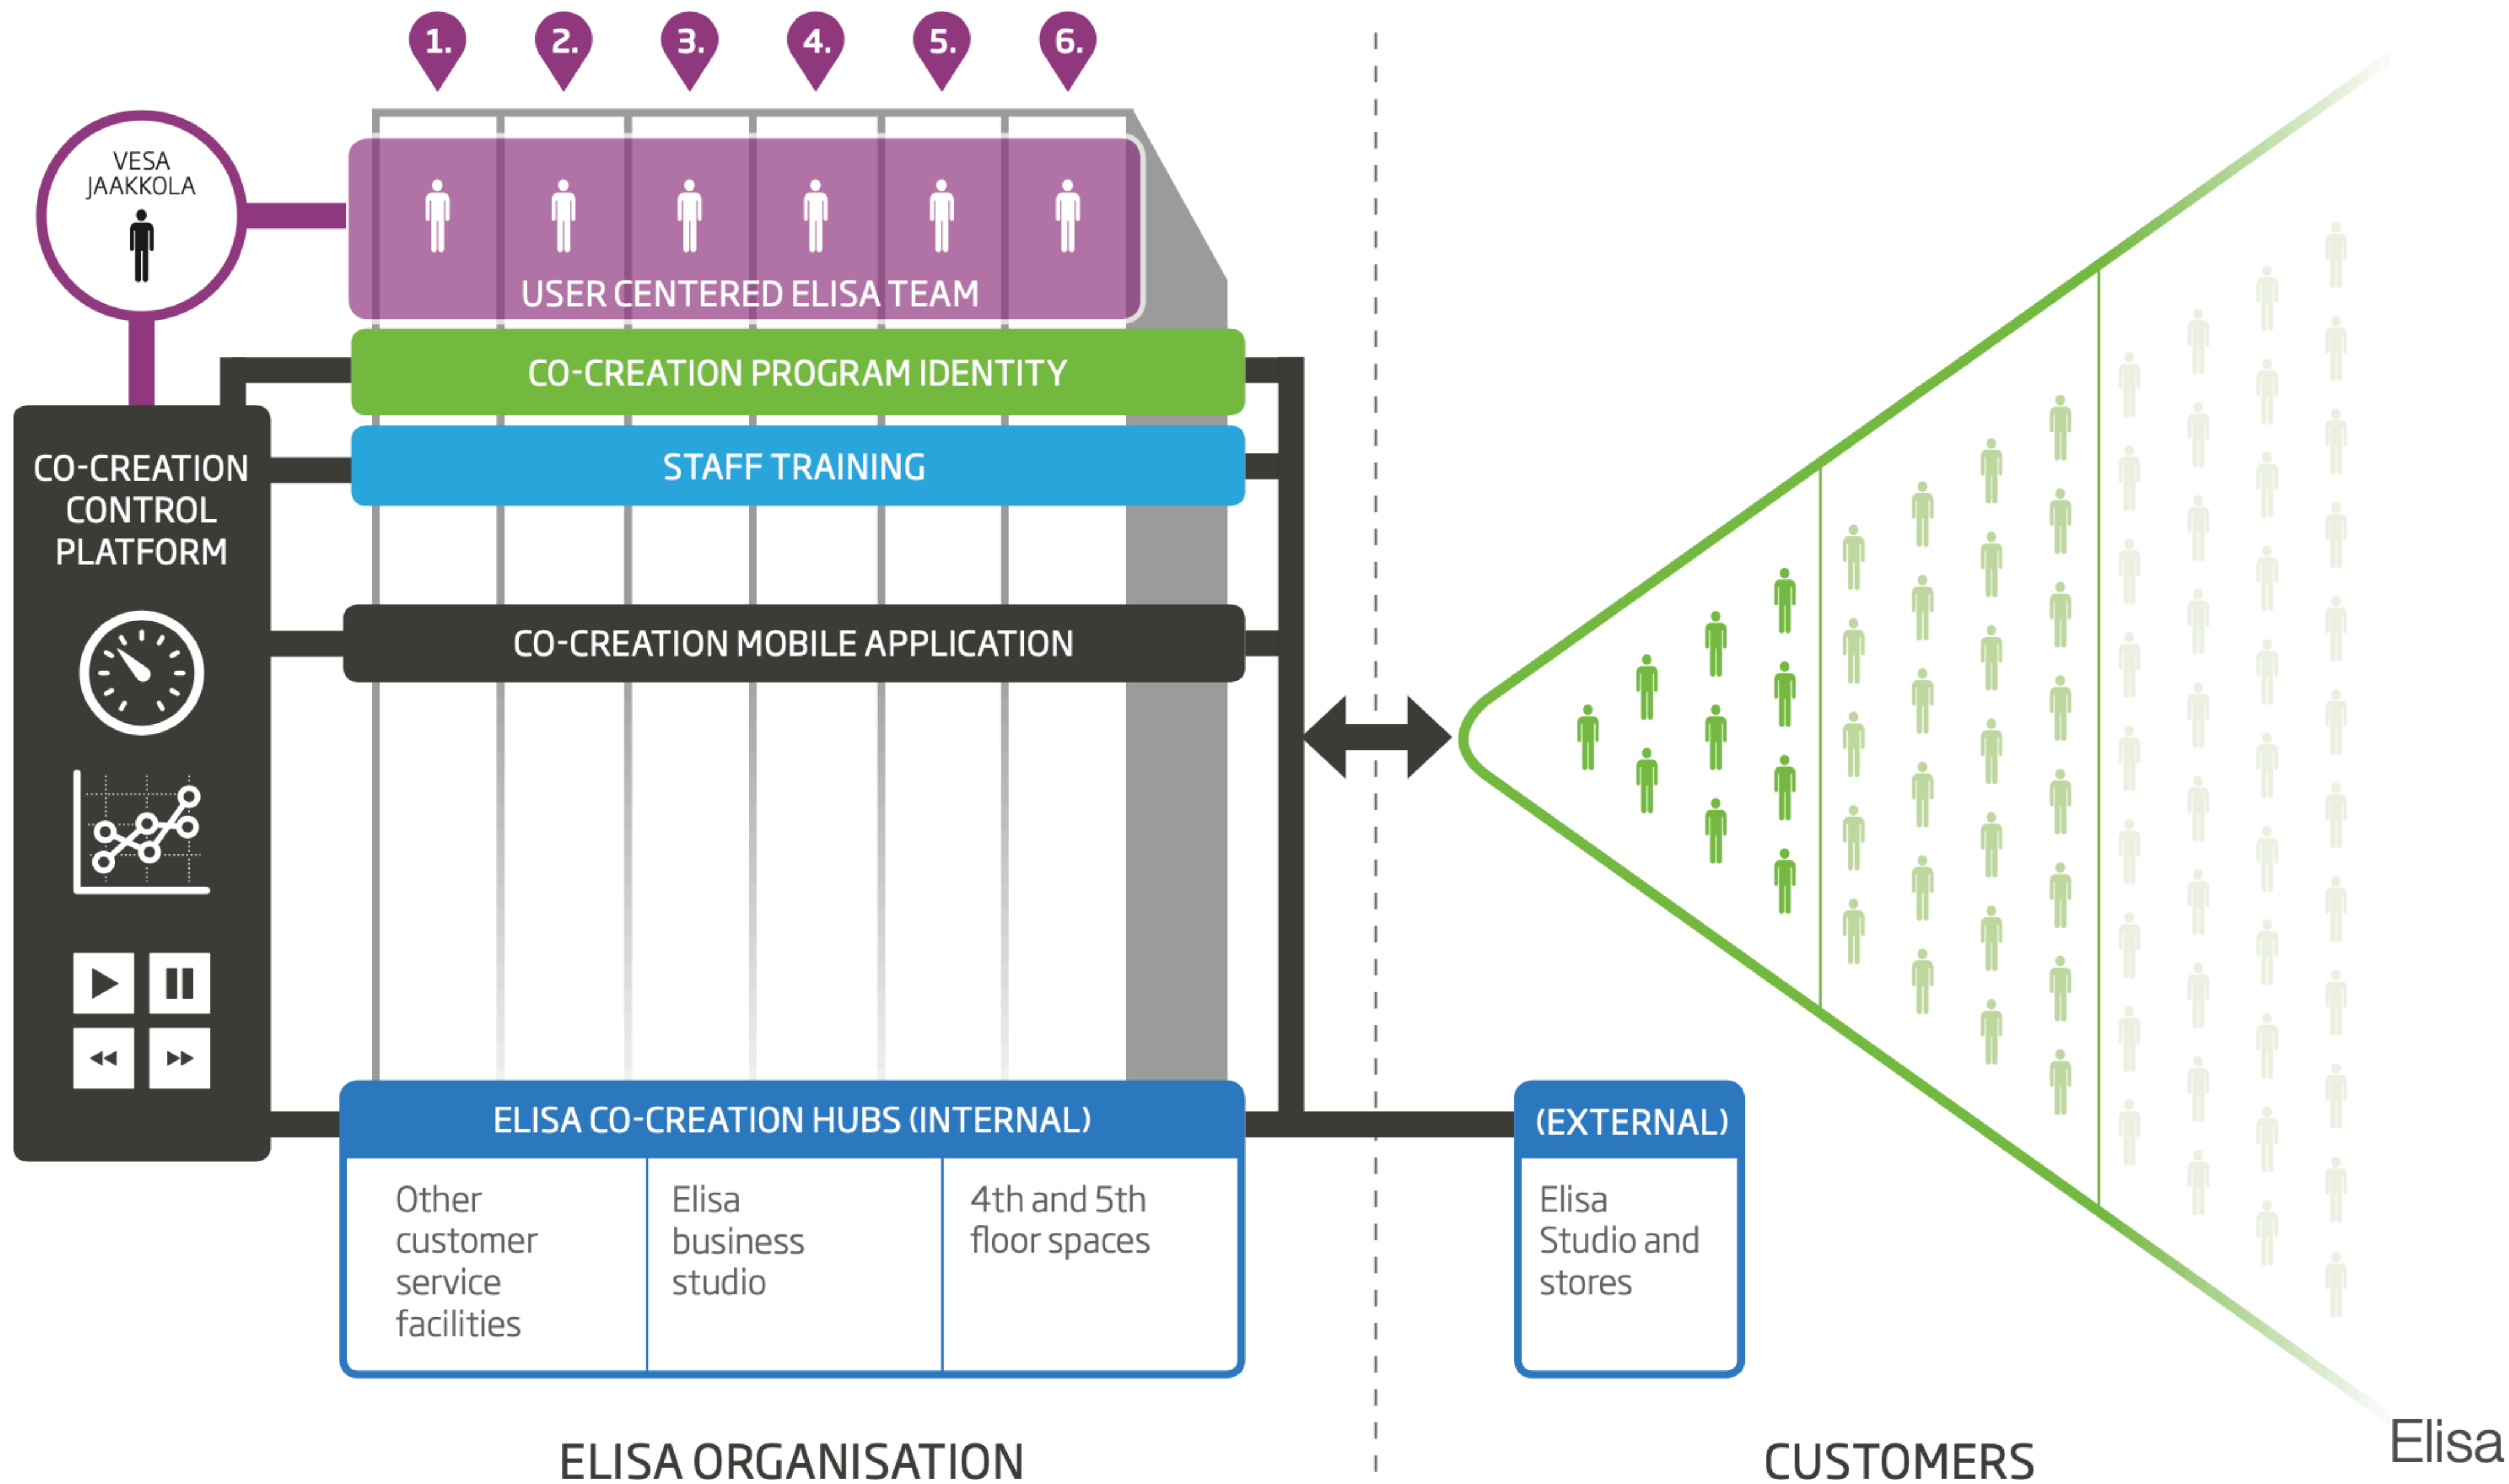 1.
2.
3.
4.
5.
6.
VESA
JAAKKOLA
USER CENTERED ELISA TEAM
CO-CREATION PROGRAM IDENTITY
STAFF TRAINING
CO-CREATION
CONTROL
PLATFORM
CO-CREATION MOBILE APPLICATION
ELISA CO-CREATION HUBS (INTERNAL)
Other
customer
service
facilities
Elisa
business
studio
4th and 5th
floor spaces
(EXTERNAL)
Elisa
Studio and
stores
ELISA ORGANISATION
CUSTOMERS
Elisa